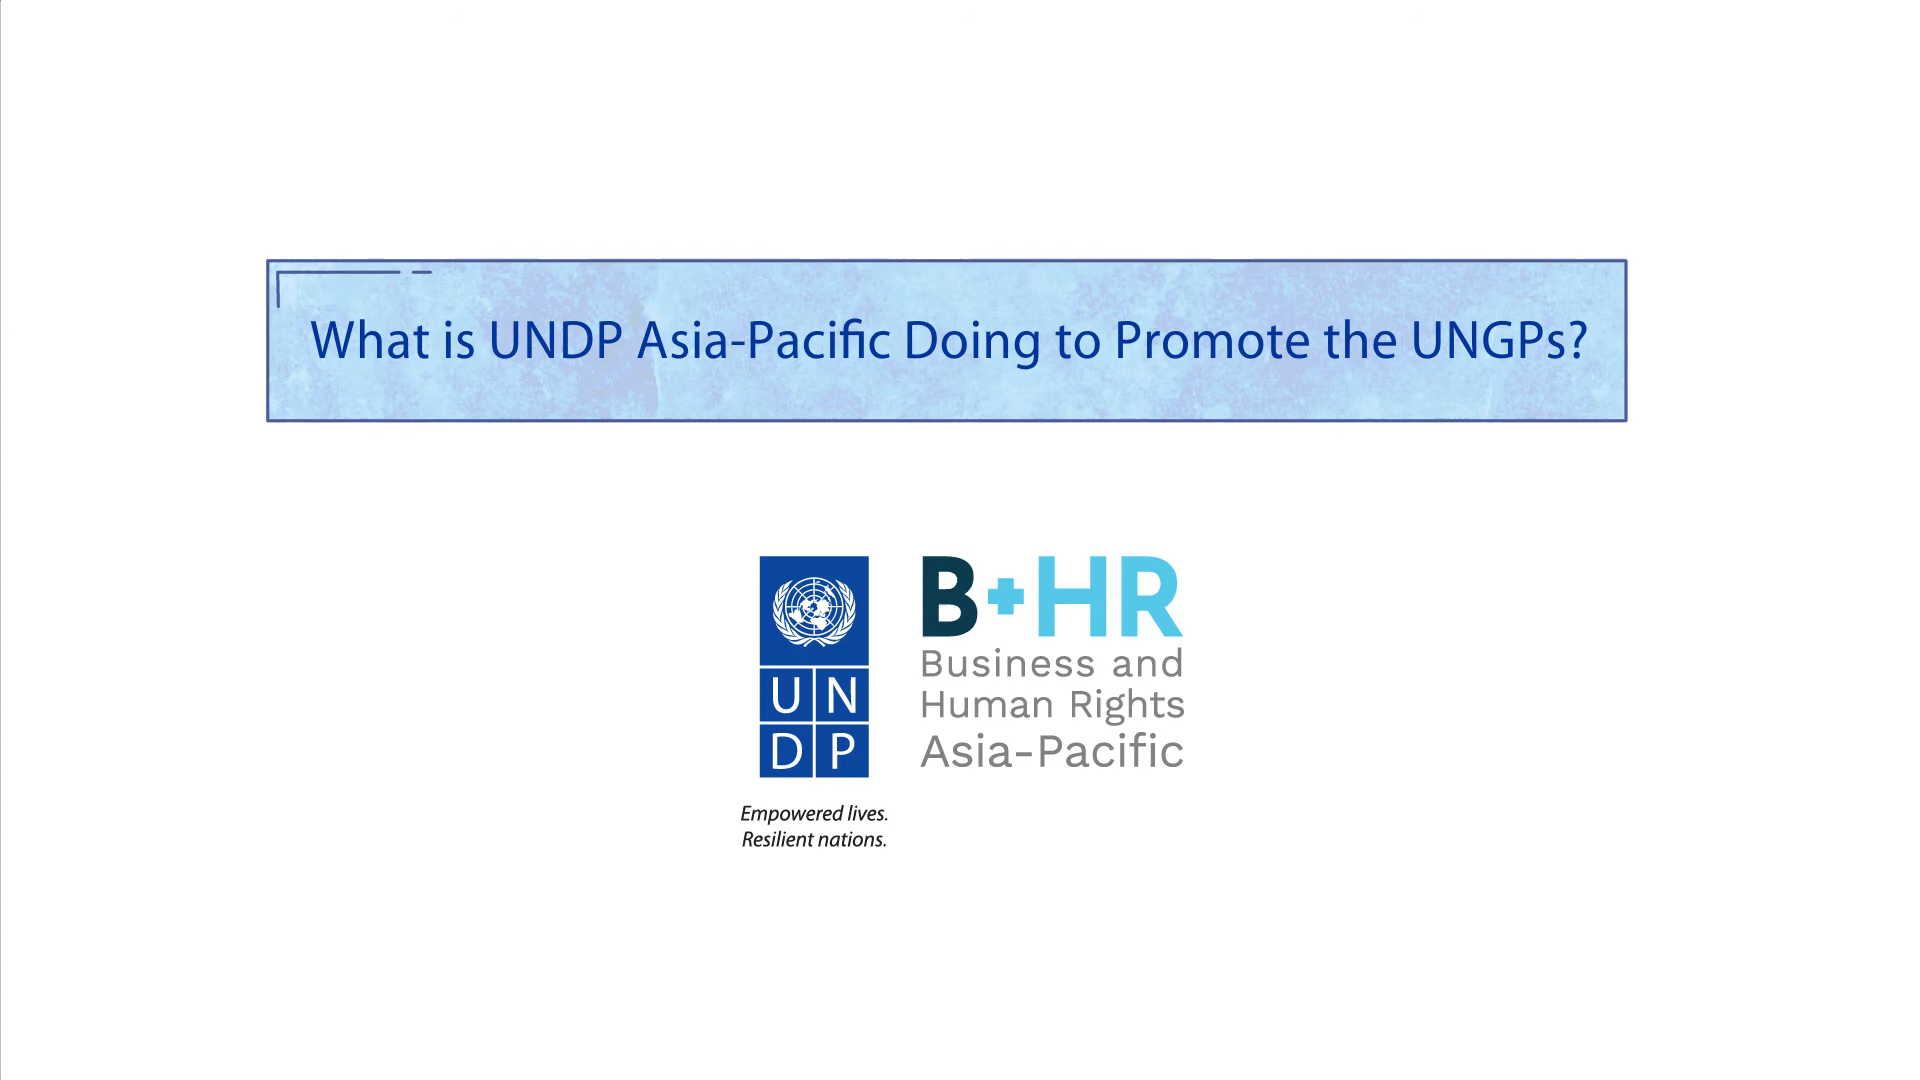 What is UNDP Asia-Pacific Doing to Promote the UNGPs?
B+HR
Business and
Human Rights
Asia-Pacific
U N
D P
Empowered lives.
Resilient nations.